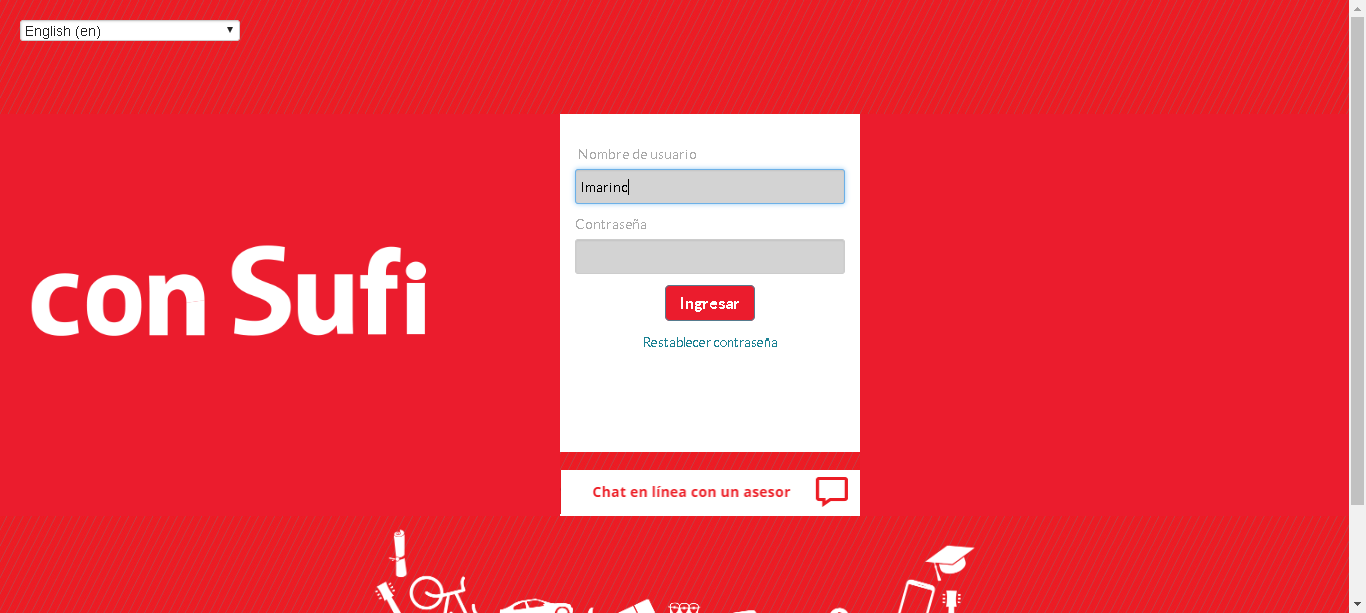 English (en)
Nombre de usuario
lmarinc
Contraseña
con Sufi
Ingresar
Restablecer contraseña
Chat en línea con un asesor